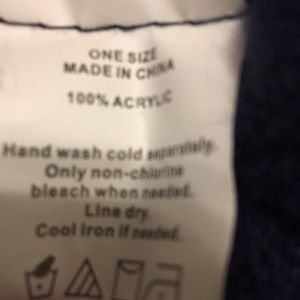 ONE SIZE
MADE IN CHINA
100% ACRYLIC
Hand wash cold separately.
Only non-chlorine
bleach when needed.
Line dry.
Cool iron if needed.